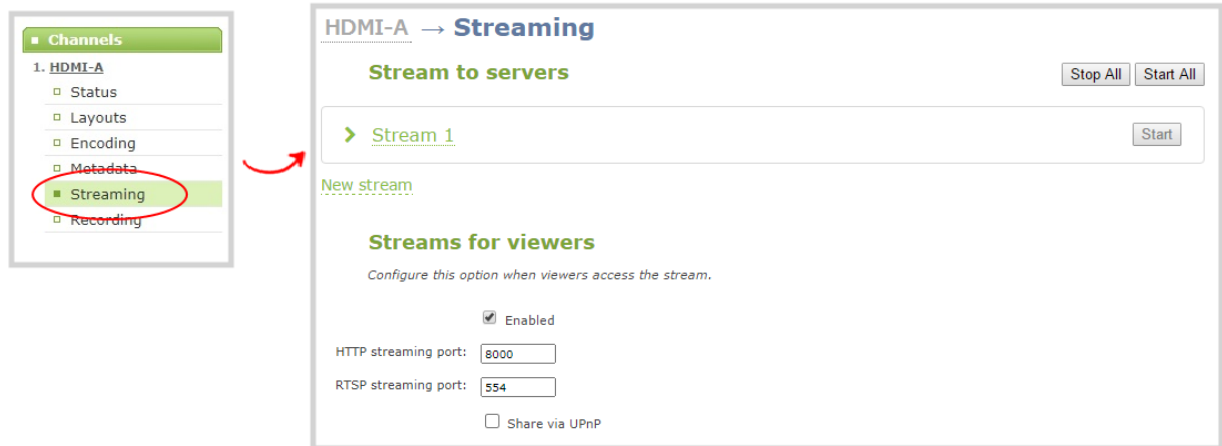 Channels
1. HDMI-A
Status
Layouts
Encoding
Metadata
Streaming
Recording
HDMI-A → Streaming
Stream to servers
Stop All Start All
Stream 1 Start
New stream
Streams for viewers
Configure this option when viewers access the stream.
Enabled
HTTP streaming port: 8000
RTSP streaming port: 554
Share via UPnP